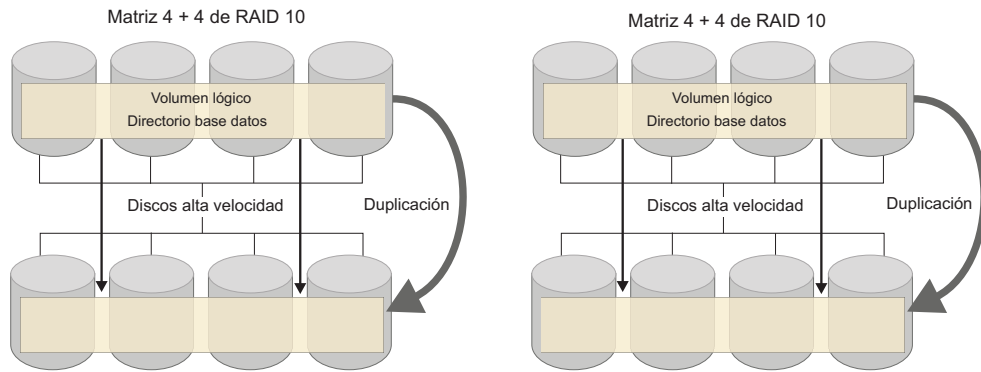 Matriz 4 + 4 de RAID 10
Volumen lógico
Directorio base datos
Discos alta velocidad
Duplicación
Matriz 4 + 4 de RAID 10
Volumen lógico
Directorio base datos
Discos alta velocidad
Duplicación